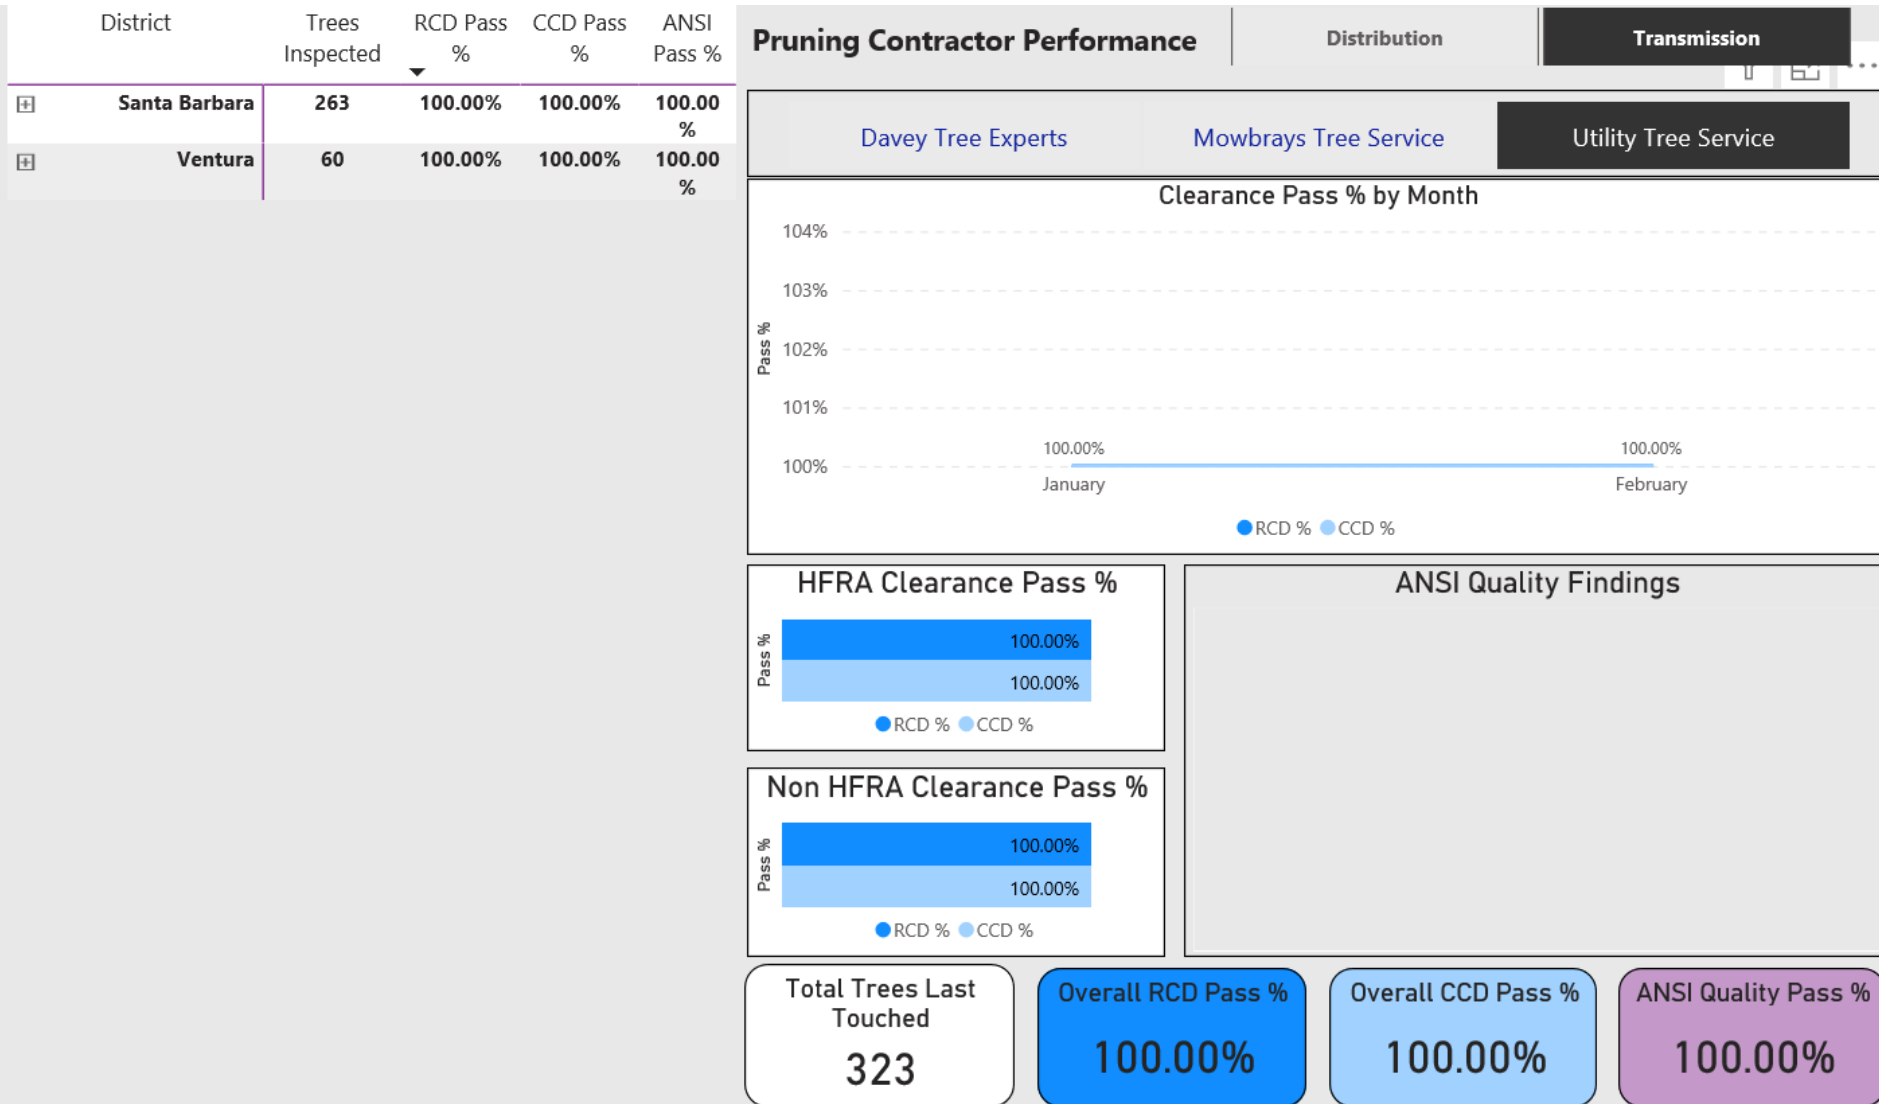 District
Trees Inspected
RCD Pass %
CCD Pass %
ANSI Pass %
Santa Barbara 263 100.00% 100.00% 100.00 %
Ventura 60 100.00% 100.00% 100.00 %
Pruning Contractor Performance
Distribution
Transmission
Davey Tree Experts
Mowbrays Tree Service
Utility Tree Service
Clearance Pass % by Month
Pass %
104%
103%
102%
101%
100%
100.00%
100.00%
January
February
RCD % CCD %
HFRA Clearance Pass %
Pass %
100.00%
100.00%
RCD % CCD %
Non HFRA Clearance Pass %
Pass %
100.00%
100.00%
RCD % CCD %
ANSI Quality Findings
Total Trees Last
Touched
323
Overall RCD Pass %
100.00%
Overall CCD Pass %
100.00%
ANSI Quality Pass %
100.00%